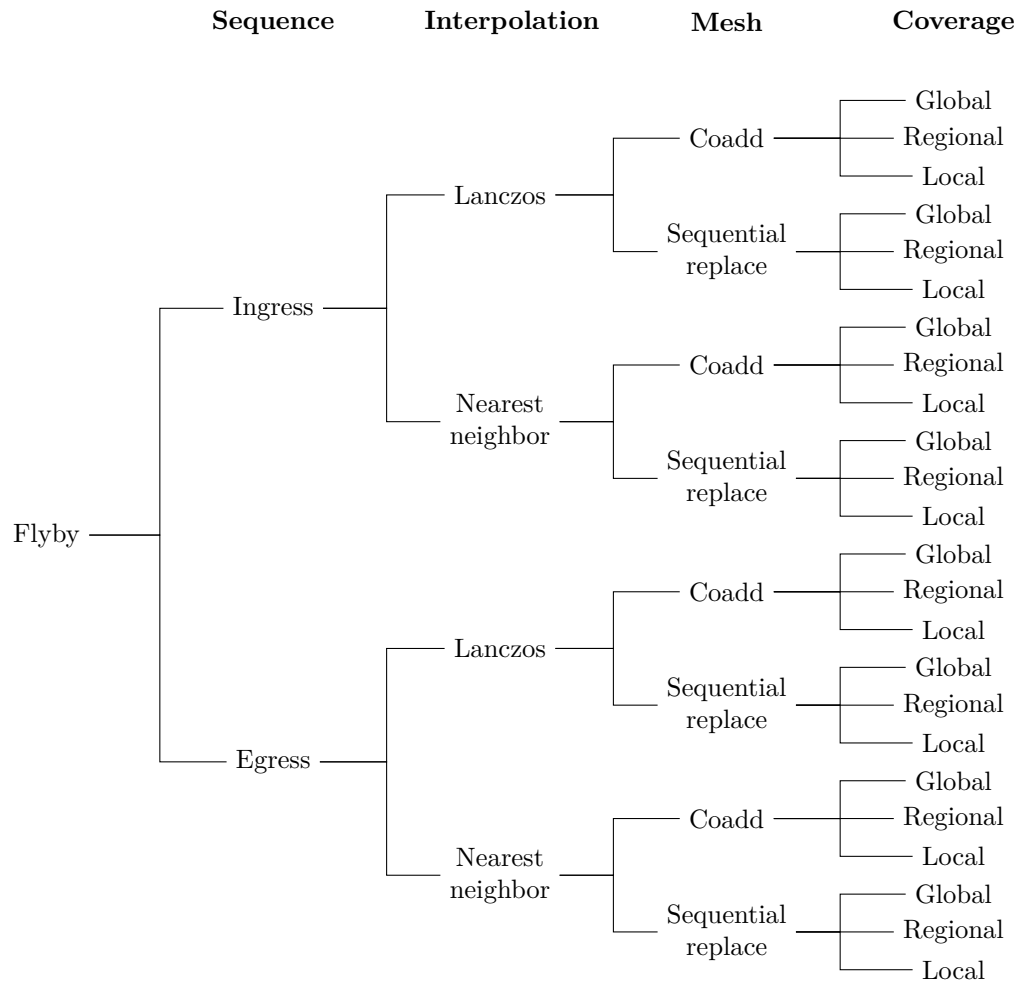 Sequence Interpolation Mesh Coverage
Global
Coadd Regional
Local
Lanczos
Global
Sequential
replace
Regional
Local
Ingress
Global
Coadd Regional
Local
Nearest
neighbor
Global
Sequential
replace
Regional
Local
Flyby
Global
Coadd Regional
Local
Lanczos
Global
Sequential
replace
Regional
Local
Egress
Global
Coadd Regional
Local
Nearest
neighbor
Global
Sequential
replace
Regional
Local